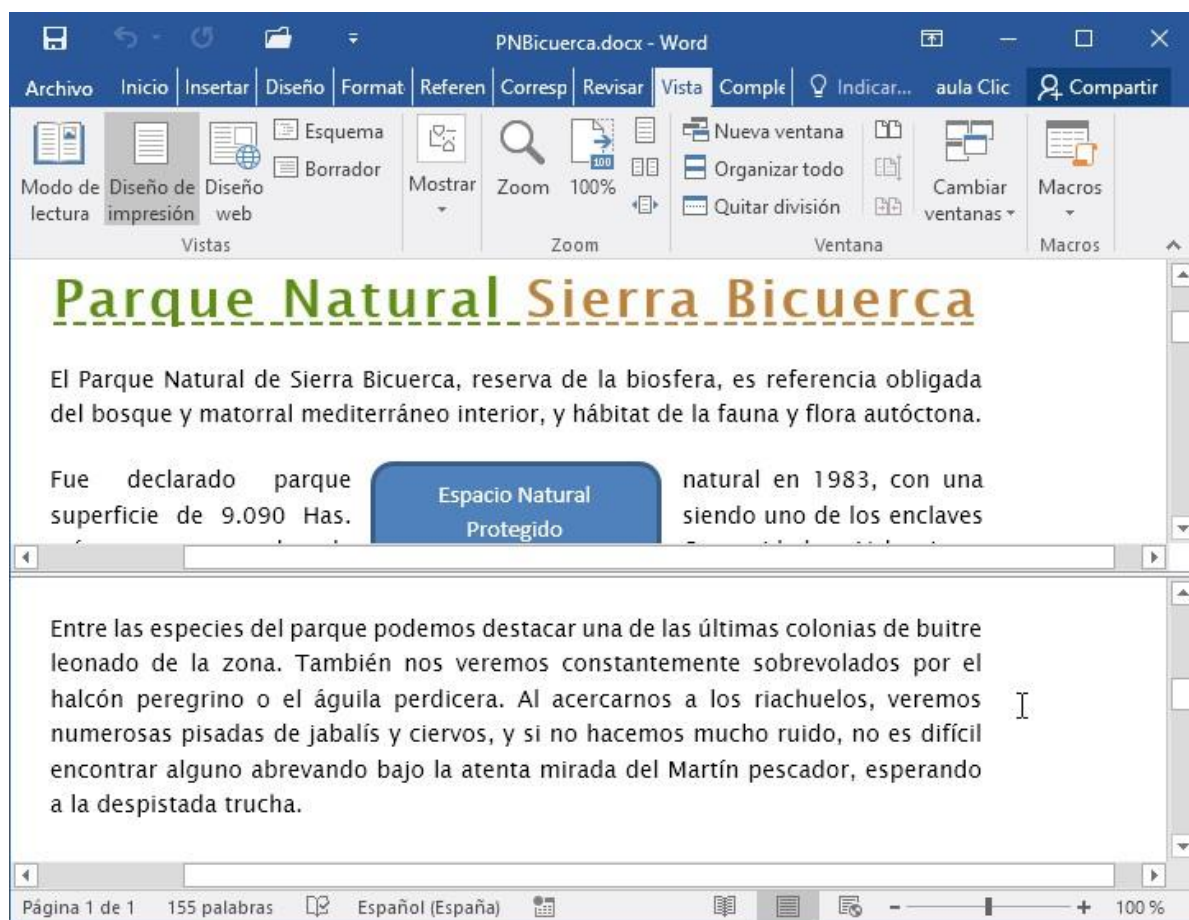 PNBicuerca.docx - Word
Archivo Inicio Insertar Diseño Format Referen Corresp Revisar Vista Comple Indicar... aula Clic Compartir
Modo de lectura
Diseño de impresión
Diseño web
Esquema
Borrador
Vistas
Mostrar
Zoom
100
100%
Zoom
Nueva ventana
Organizar todo
Quitar división
Cambiar ventanas
Ventana
Macros
Macros
Parque Natural Sierra Bicuerca
El Parque Natural de Sierra Bicuerca, reserva de la biosfera, es referencia obligada
del bosque y matorral mediterráneo interior, y hábitat de la fauna y flora autóctona.
Fue declarado parque natural en 1983, con una
superficie de 9.090 Has. siendo uno de los enclaves
Espacio Natural
Protegido
Entre las especies del parque podemos destacar una de las últimas colonias de buitre
leonado de la zona. También nos veremos constantemente sobrevolados por el
halcón peregrino o el águila perdicera. Al acercarnos a los riachuelos, veremos
numerosas pisadas de jabalís y ciervos, y si no hacemos mucho ruido, no es difícil
encontrar alguno abrevando bajo la atenta mirada del Martín pescador, esperando
a la despistada trucha.
Página 1 de 1 155 palabras Español (España) 100 %